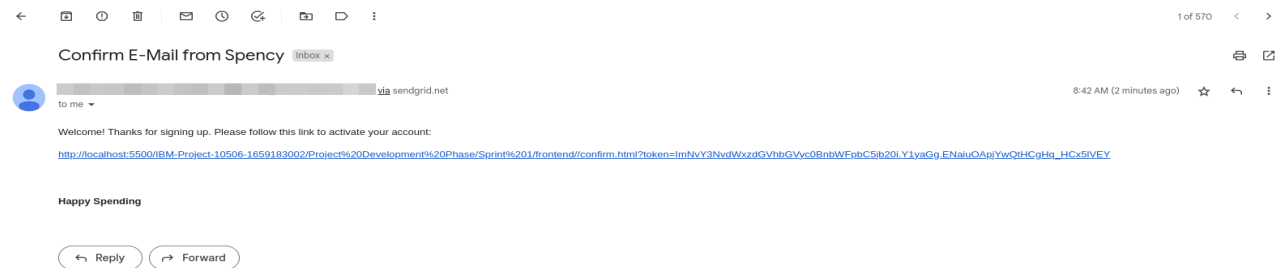 1 of 570
Confirm E-Mail from Spency Inbox ×
via sendgrid.net 8:42 AM (2 minutes ago)
to me
Welcome! Thanks for signing up. Please follow this link to activate your account:
http://localhost:5500/IBM-Project-10506-1659183002/Project%20Development%20Phase/Sprint%201/frontend//confirm.html?token=ImNvY3NvdWxzdGVhbGVyc0BnbWFpbC5jb20i.Y1yaGg.ENaiuOApjYwQtHCgHq_HCx5IVEY
Happy Spending
Reply Forward